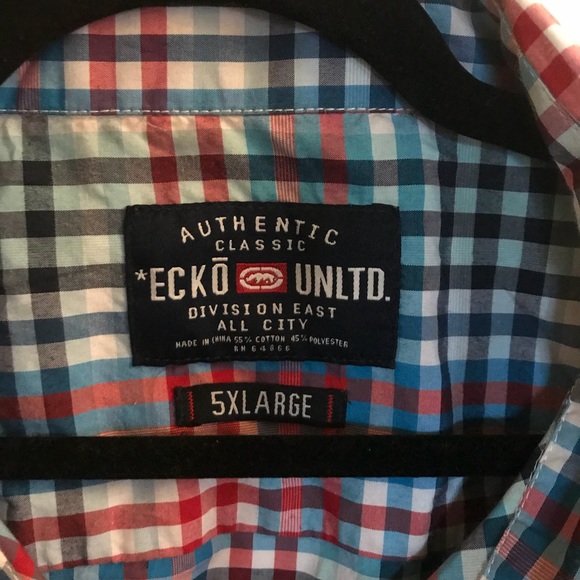 AUTHENTIC
CLASSIC
*ECKŌ UNLTD.
DIVISION EAST
ALL CITY
MADE IN CHINA 55% COTTON 45% POLYESTER
RN 64866
5XLARGE